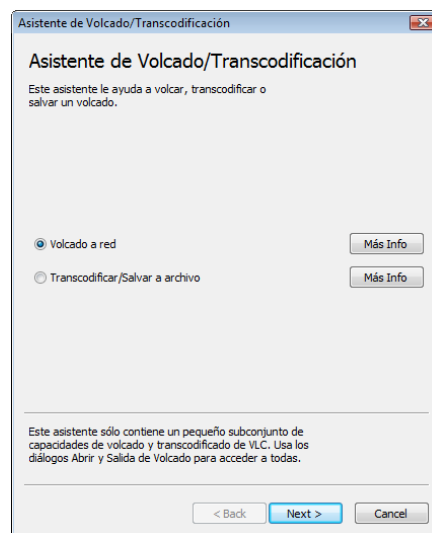 Asistente de Volcado/Transcodificación
Asistente de Volcado/Transcodificación
Este asistente le ayuda a volcar, transcodificar o
salvar un volcado.
Volcado a red
Más Info
Transcodificar/Salvar a archivo
Más Info
Este asistente sólo contiene un pequeño subconjunto de
capacidades de volcado y transcodificado de VLC. Usa los
diálogos Abrir y Salida de Volcado para acceder a todas.
< Back
Next >
Cancel